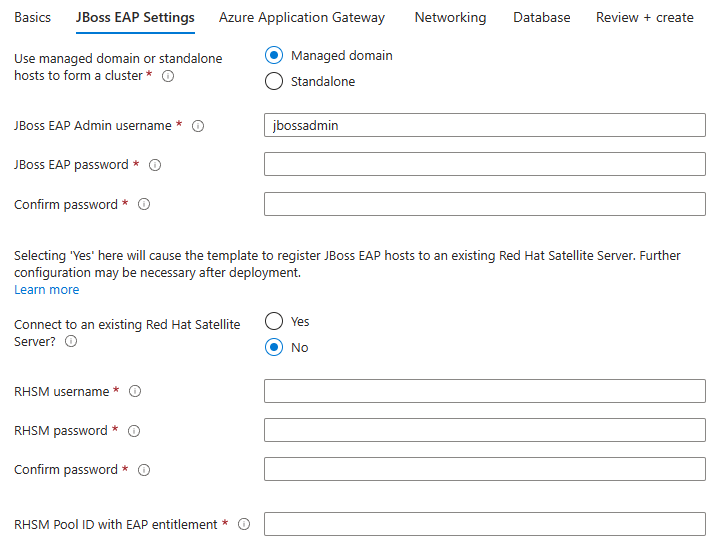 Basics JBoss EAP Settings Azure Application Gateway Networking Database Review + create
Use managed domain or standalone
hosts to form a cluster *
Managed domain
Standalone
JBoss EAP Admin username * jbossadmin
JBoss EAP password *
Confirm password *
Selecting 'Yes' here will cause the template to register JBoss EAP hosts to an existing Red Hat Satellite Server. Further
configuration may be necessary after deployment.
Learn more
Connect to an existing Red Hat Satellite
Server?
Yes
No
RHSM username *
RHSM password *
Confirm password *
RHSM Pool ID with EAP entitlement *